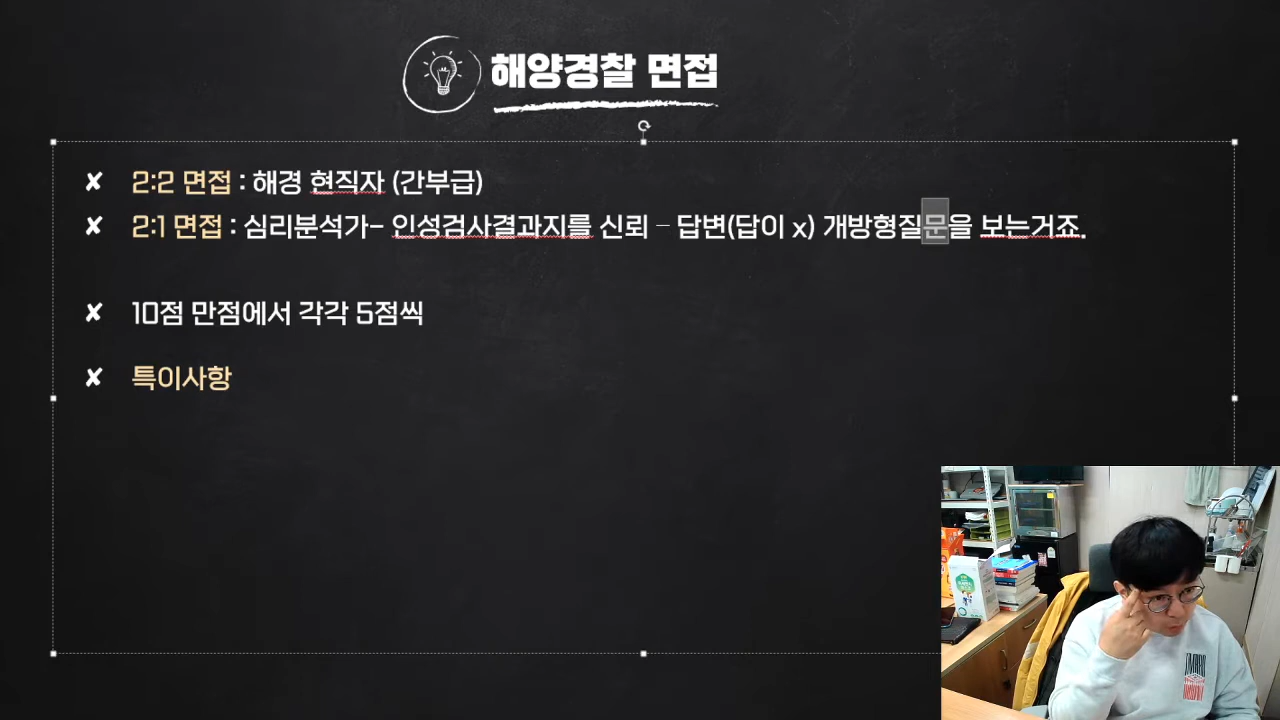 해양경찰 면접
✘ 2:2 면접 : 해경 현직자 (간부급)
✘ 2:1 면접 : 심리분석가- 인성검사결과지를 신뢰 – 답변(답이 x) 개방형질문을 보는거죠.
✘ 10점 만점에서 각각 5점씩
✘ 특이사항